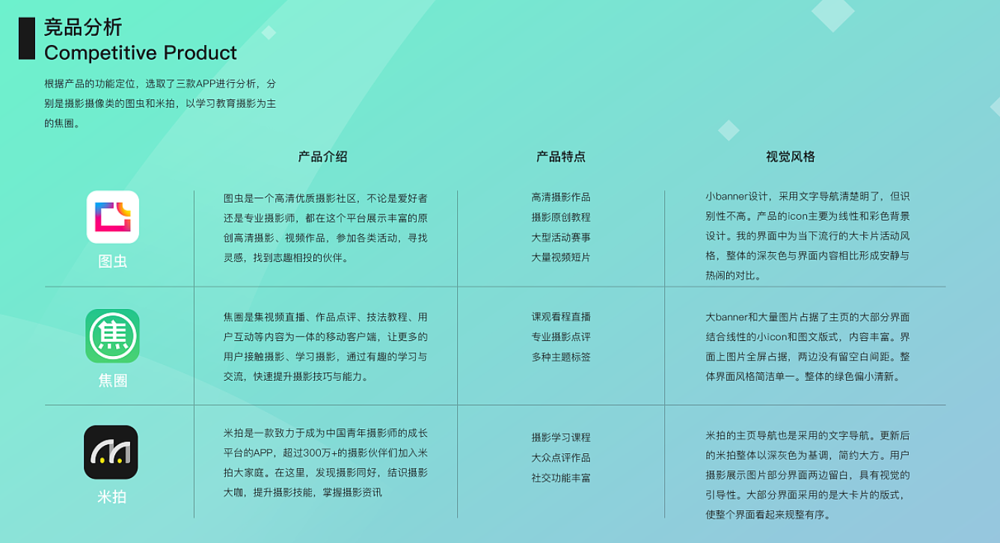 竞品分析
Competitive Product
根据产品的功能定位，选取了三款APP进行分析，分
别是摄影摄像类的图虫和米拍，以学习教育摄影为主
的焦圈。
产品介绍
产品特点
视觉风格
图虫
图虫是一个高清优质摄影社区，不论是爱好者
还是专业摄影师，都在这个平台展示丰富的原
创高清摄影、视频作品，参加各类活动，寻找
灵感，找到志趣相投的伙伴。
高清摄影作品
摄影原创教程
大型活动赛事
大量视频短片
小banner设计，采用文字导航清楚明了，但识
别性不高。产品的icon主要为线性和彩色背景
设计。我的界面中为当下流行的大卡片活动风
格，整体的深灰色与界面内容相比形成安静与
热闹的对比。
焦
焦圈
焦圈是集视频直播、作品点评、技法教程、用
户互动等内容为一体的移动客户端，让更多的
用户接触摄影、学习摄影，通过有趣的学习与
交流，快速提升摄影技巧与能力。
课观看程直播
专业摄影点评
多种主题标签
大banner和大量图片占据了主页的大部分界面
结合线性的小icon和图文版式，内容丰富。界
面上图片全屏占据，两边没有留空白间距。整
体界面风格简洁单一。整体的绿色偏小清新。
米拍
米拍是一款致力于成为中国青年摄影师的成长
平台的APP，超过300万+的摄影伙伴们加入米
拍大家庭。在这里，发现摄影同好，结识摄影
大咖，提升摄影技能，掌握摄影资讯
摄影学习课程
大众点评作品
社交功能丰富
米拍的主页导航也是采用的文字导航。更新后
的米拍整体以深灰色为基调，简约大方。用户
摄影展示图片部分界面两边留白，具有视觉的
引导性。大部分界面采用的是大卡片的版式，
使整个界面看起来规整有序。